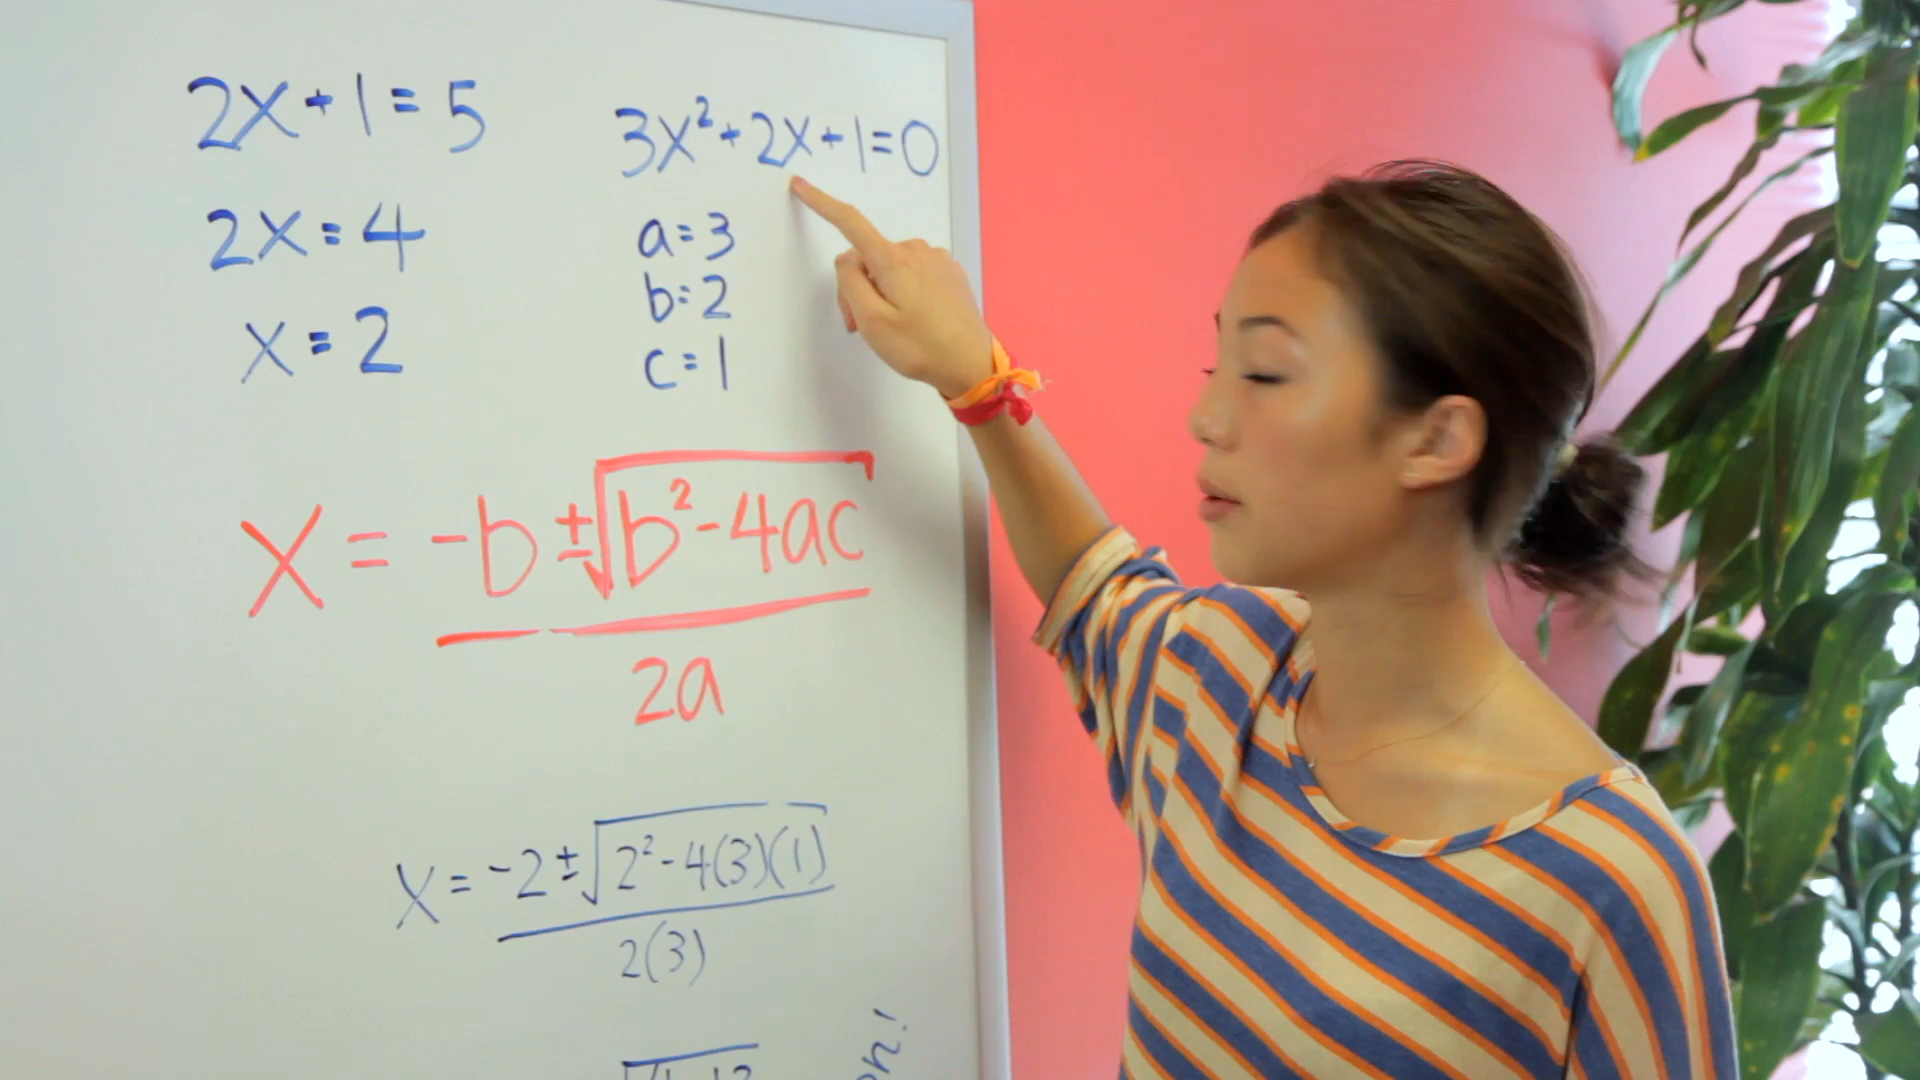 2x+1=5
2x=4
x=2
3x²+2x+1=0
a=3
b=2
c=1
x = -b±√b²-4ac
2a
x = -2±√2²-4(3)(1)
2(3)